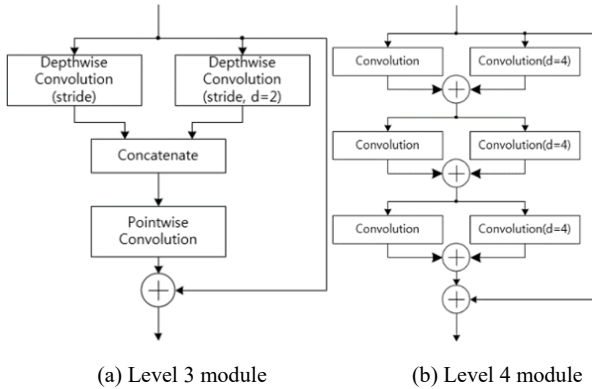 Depthwise
Convolution
(stride)
Depthwise
Convolution
(stride, d=2)
Concatenate
Pointwise
Convolution
(a) Level 3 module
Convolution
Convolution(d=4)
Convolution
Convolution(d=4)
Convolution
Convolution(d=4)
(b) Level 4 module